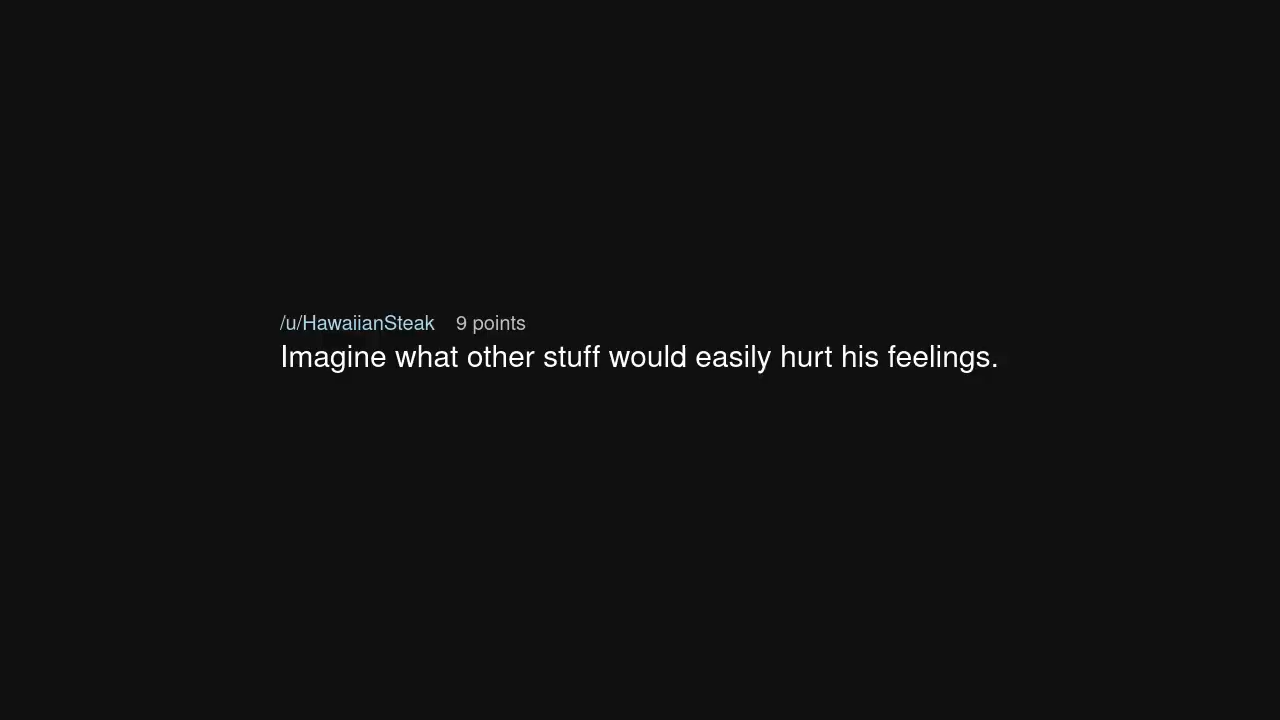 /u/HawaiianSteak 9 points
Imagine what other stuff would easily hurt his feelings.